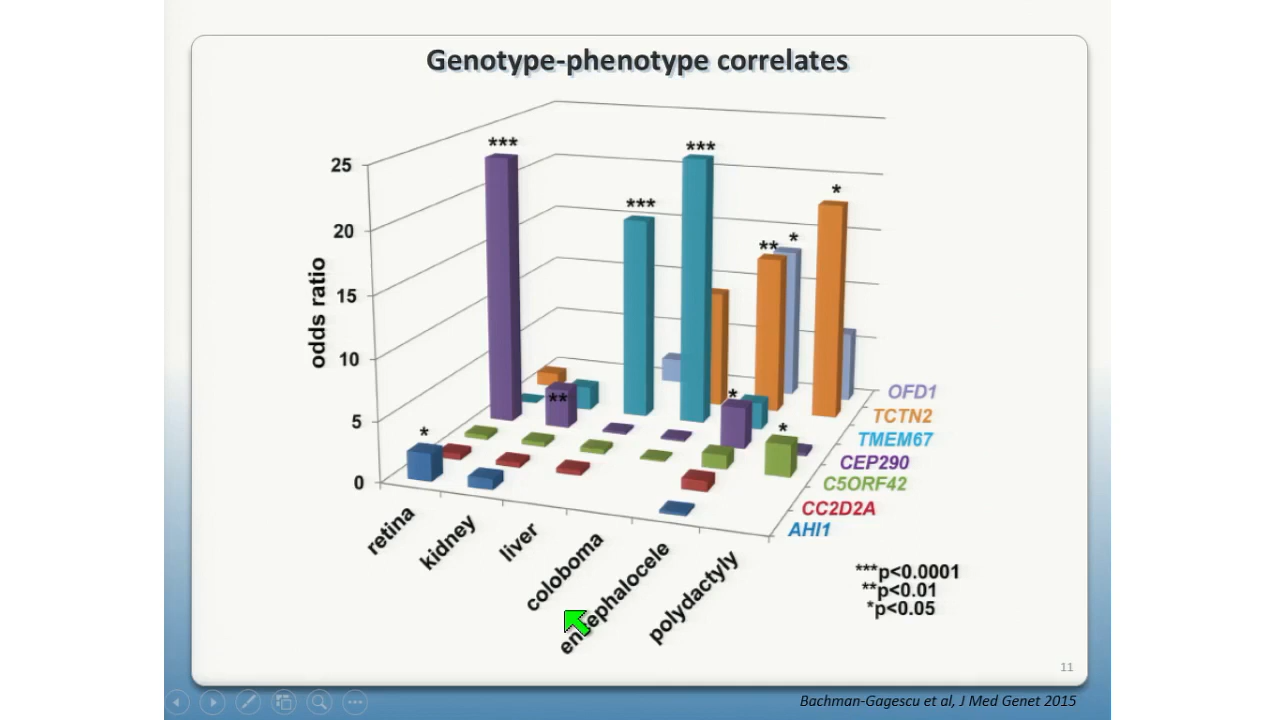 Genotype-phenotype correlates
odds ratio
25
20
15
10
5
0
***
***
***
**
*
*
**
*
*
*
retina
kidney
liver
coloboma
encephalocele
polydactyly
OFD1
TCTN2
TMEM67
CEP290
C5ORF42
CC2D2A
AHI1
***p<0.0001
**p<0.01
*p<0.05
11
Bachman-Gagescu et al, J Med Genet 2015